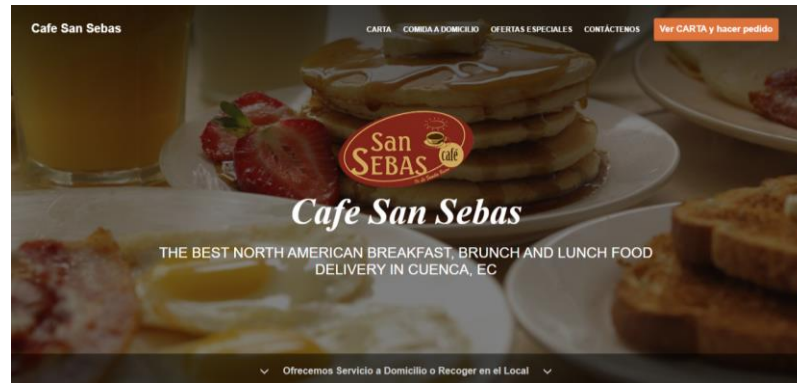 Cafe San Sebas
CARTA COMIDA A DOMICILIO OFERTAS ESPECIALES CONTÁCTENOS Ver CARTA y hacer pedido
San
SEBAS
café
Cafe San Sebas
THE BEST NORTH AMERICAN BREAKFAST, BRUNCH AND LUNCH FOOD
DELIVERY IN CUENCA, EC
Ofrecemos Servicio a Domicilio o Recoger en el Local